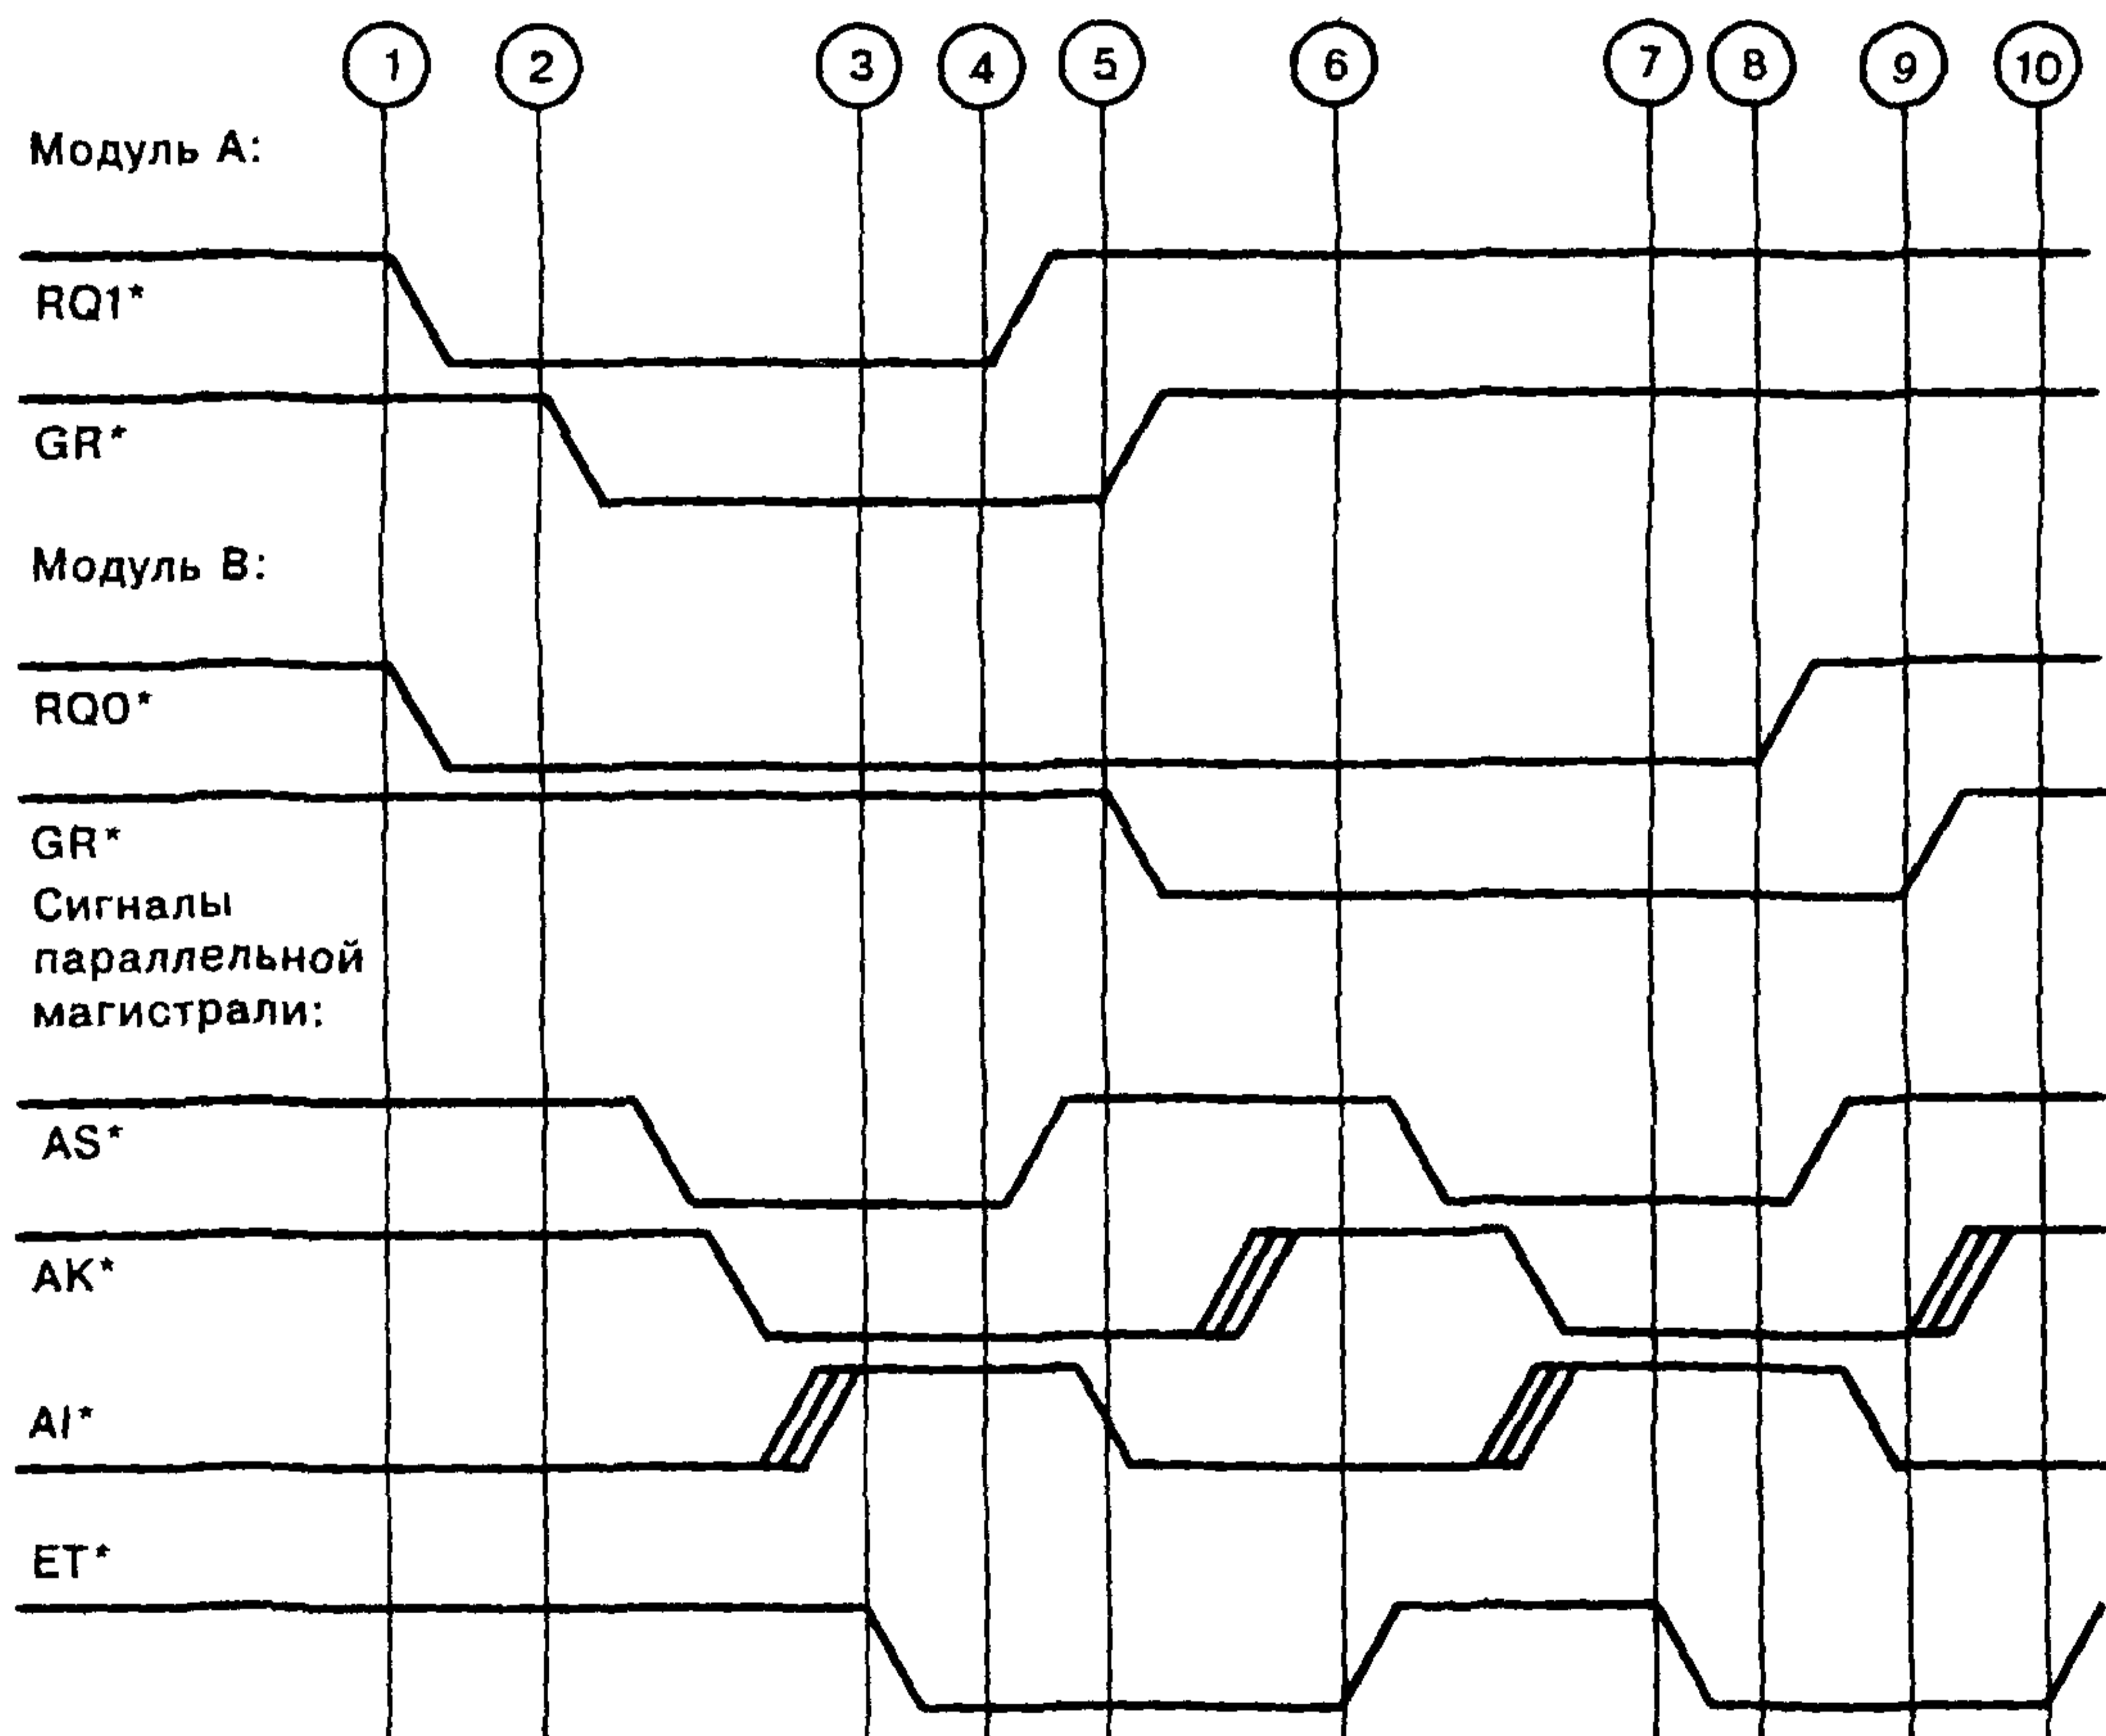 1 2 3 4 5 6 7 8 9 10
Модуль А:
RQ1*
GR*
Модуль В:
RQ0*
GR*
Сигналы
параллельной
магистрали:
AS*
AK*
AI*
ET*